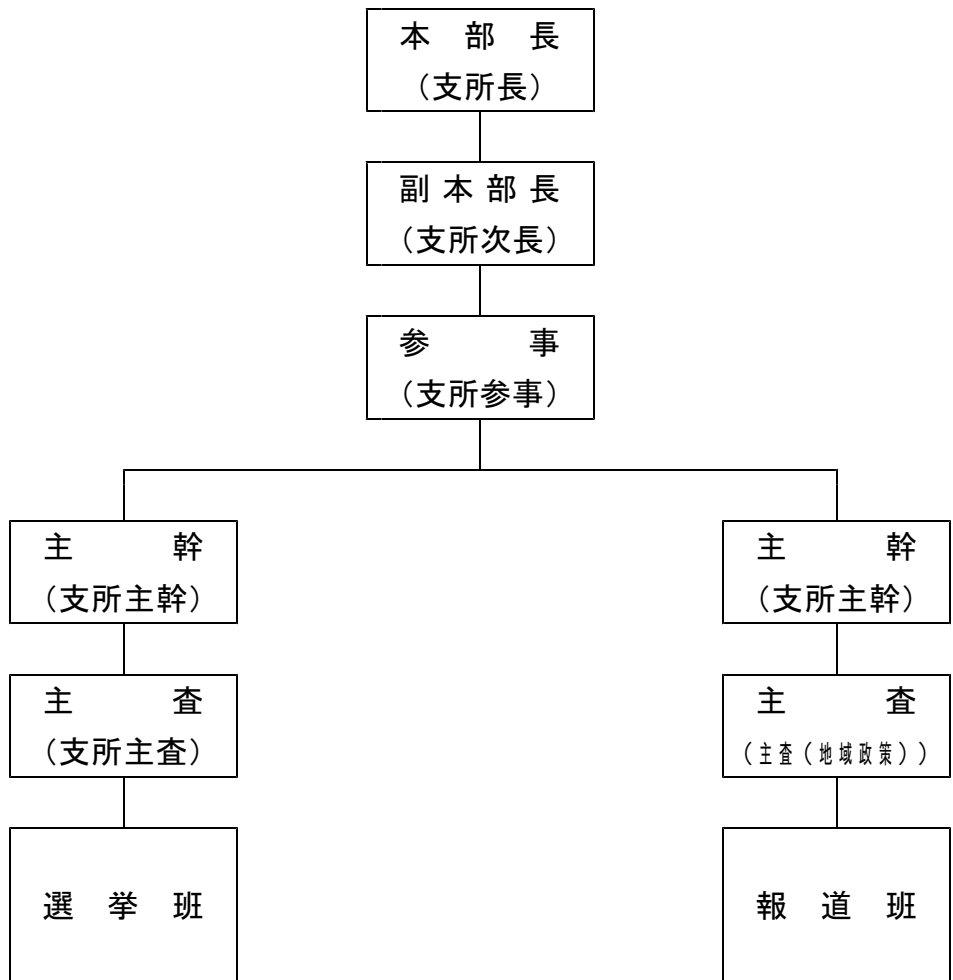 本部長
（支所長）
副本部長
（支所次長）
参事
（支所参事）
主幹
（支所主幹）
主査
（支所主査）
選挙班
主幹
（支所主幹）
主査
（主査（地域政策））
報道班